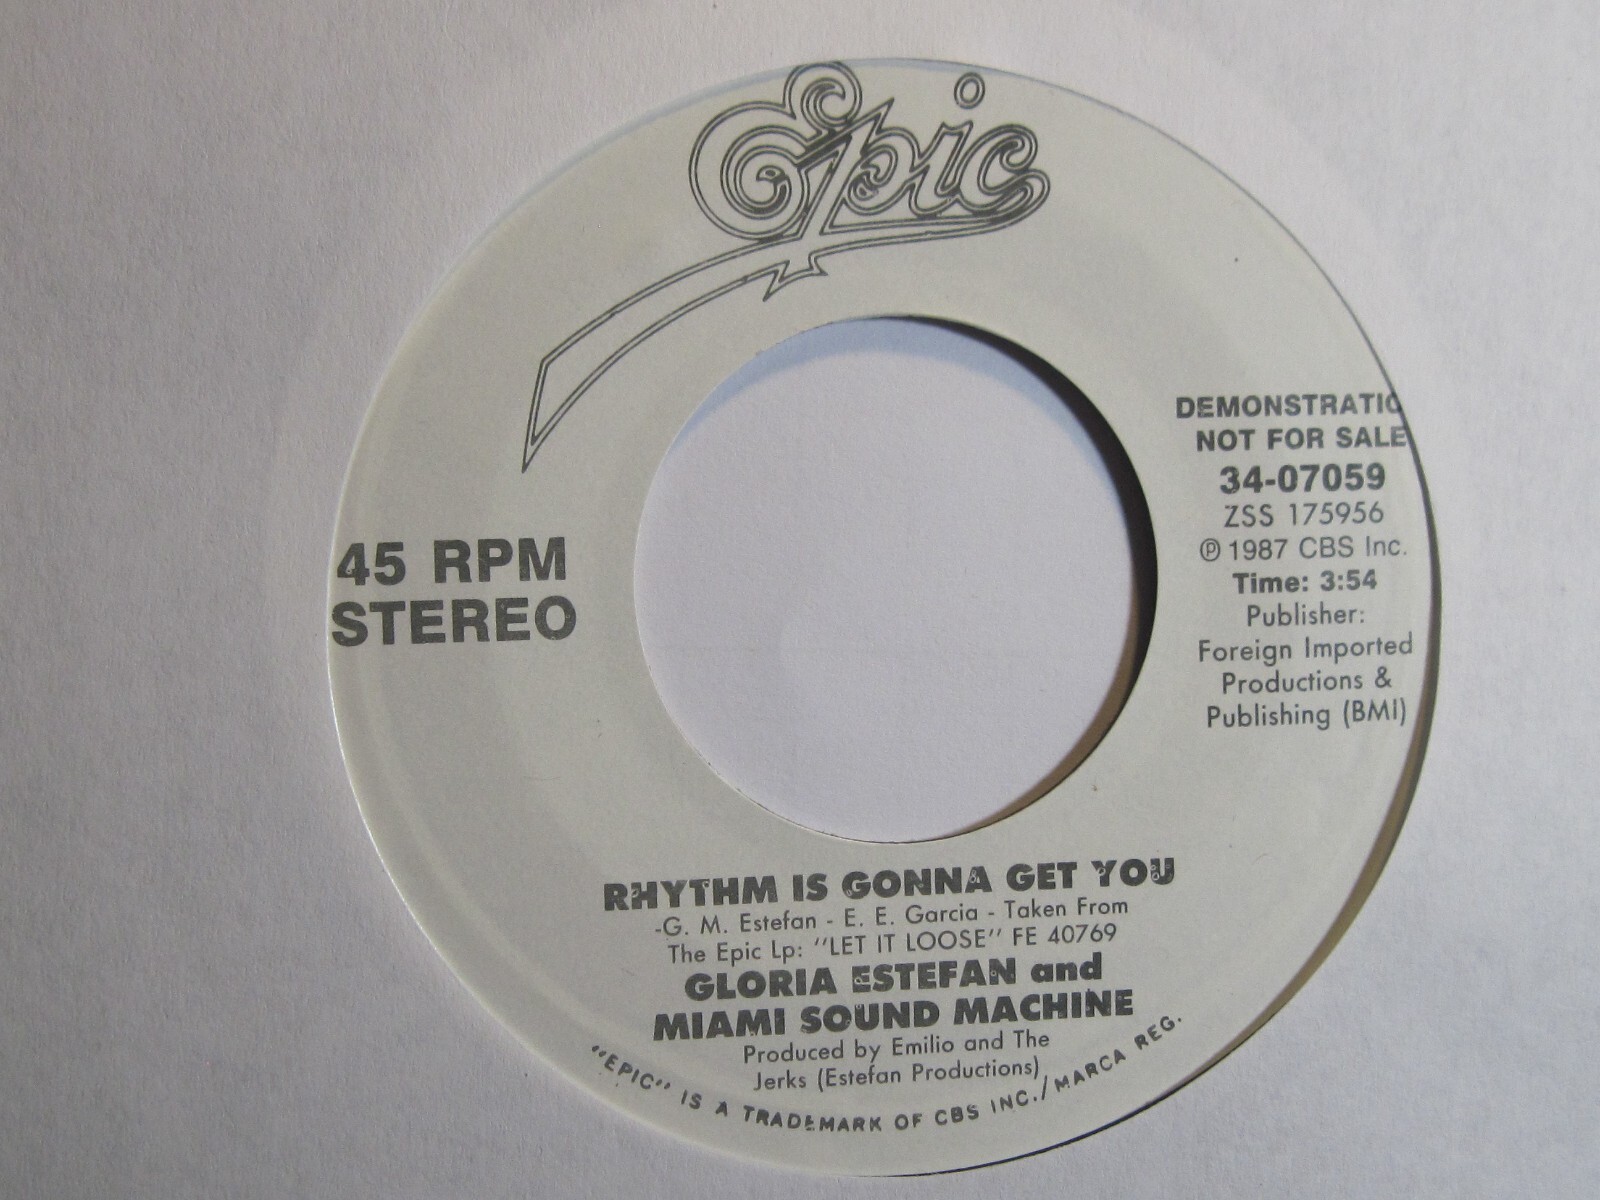 Epic
DEMONSTRATIO
NOT FOR SALE
34-07059
ZSS 175956
℗ 1987 CBS Inc.
Time: 3:54
Publisher:
Foreign Imported
Productions &
Publishing (BMI)
45 RPM
STEREO
RHYTHM IS GONNA GET YOU
-G. M. Estefan - E. E. Garcia - Taken From
The Epic Lp: "LET IT LOOSE" FE 40769
GLORIA ESTEFAN and
MIAMI SOUND MACHINE
Produced by Emilio and The
Jerks (Estefan Productions)
"EPIC" IS A TRADEMARK OF CBS INC./MARCA REG.